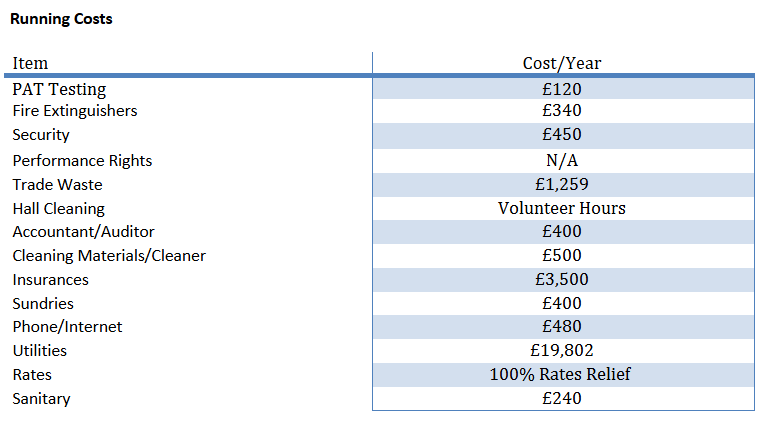 Running Costs
Item Cost/Year
PAT Testing £120
Fire Extinguishers £340
Security £450
Performance Rights N/A
Trade Waste £1,259
Hall Cleaning Volunteer Hours
Accountant/Auditor £400
Cleaning Materials/Cleaner £500
Insurances £3,500
Sundries £400
Phone/Internet £480
Utilities £19,802
Rates 100% Rates Relief
Sanitary £240